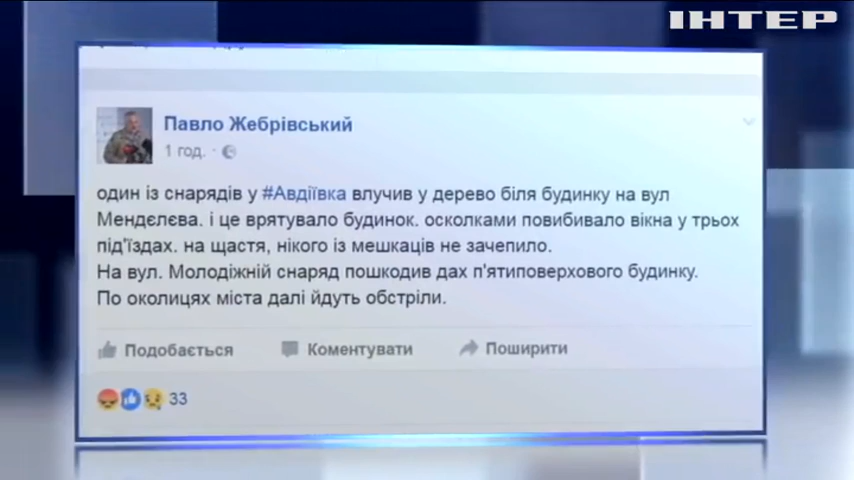 ІНТЕР
Павло Жебрівський
1 год. ·
один із снарядів у #Авдіївка влучив у дерево біля будинку на вул
Мендєлєва. і це врятувало будинок. осколками повибивало вікна у трьох
під'їздах. на щастя, нікого із мешкаців не зачепило.
На вул. Молодіжній снаряд пошкодив дах п'ятиповерхового будинку.
По околицях міста далі йдуть обстріли.
Подобається Коментувати Поширити
33